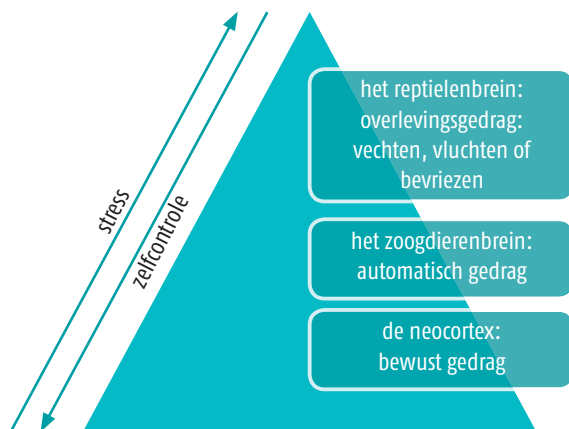 stress
zelfcontrole
het reptielenbrein:
overlevingsgedrag:
vechten, vluchten of
bevriezen
het zoogdierenbrein:
automatisch gedrag
de neocortex:
bewust gedrag